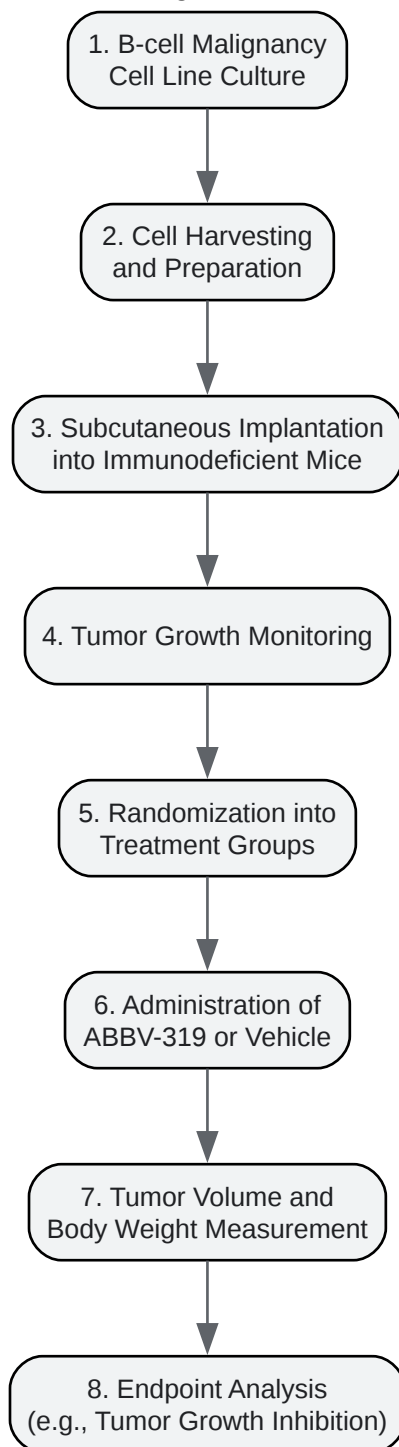 1. B-cell Malignancy
Cell Line Culture
2. Cell Harvesting
and Preparation
3. Subcutaneous Implantation
into Immunodeficient Mice
4. Tumor Growth Monitoring
5. Randomization into
Treatment Groups
6. Administration of
ABBV-319 or Vehicle
7. Tumor Volume and
Body Weight Measurement
8. Endpoint Analysis
(e.g., Tumor Growth Inhibition)